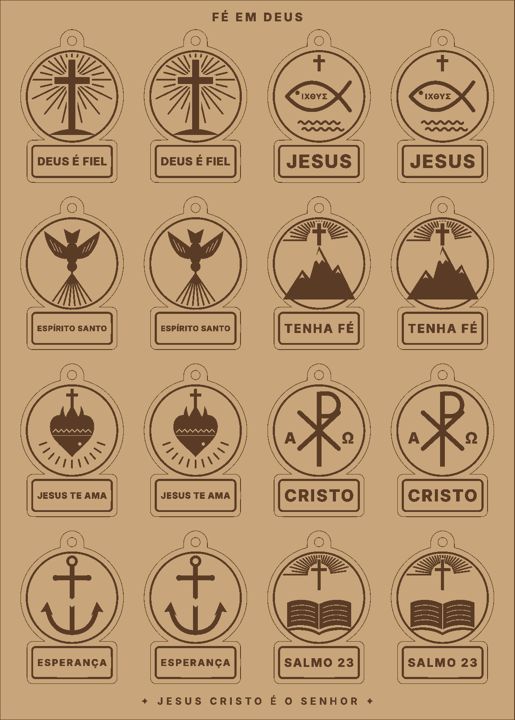 FÉ EM DEUS
ΙΧΘΥΣ ΙΧΘΥΣ
DEUS É FIEL DEUS É FIEL JESUS JESUS
ESPÍRITO SANTO ESPÍRITO SANTO TENHA FÉ TENHA FÉ
Α Ω Α Ω
JESUS TE AMA JESUS TE AMA CRISTO CRISTO
ESPERANÇA ESPERANÇA SALMO 23 SALMO 23
✦ JESUS CRISTO É O SENHOR ✦